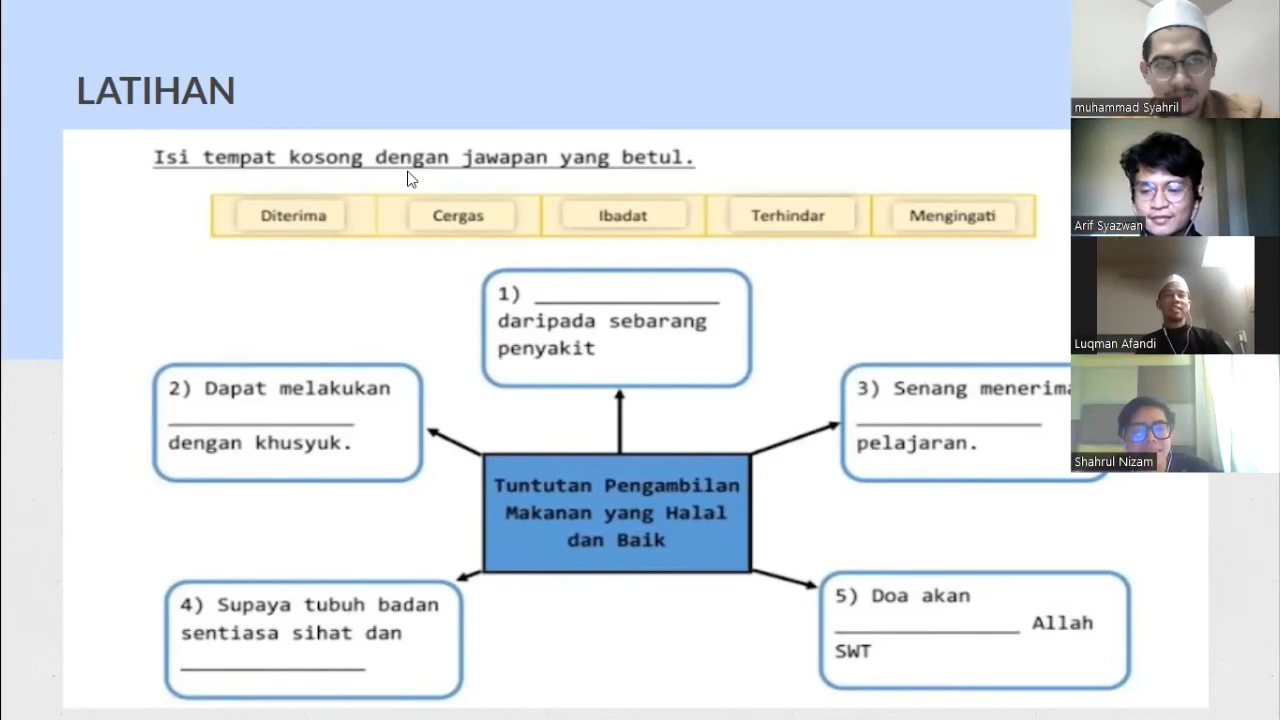 LATIHAN
Isi tempat kosong dengan jawapan yang betul.
Diterima
Cergas
Ibadat
Terhindar
Mengingati
1) ______________
daripada sebarang
penyakit
2) Dapat melakukan
______________
dengan khusyuk.
3) Senang menerima
______________
pelajaran.
Tuntutan Pengambilan
Makanan yang Halal
dan Baik
4) Supaya tubuh badan
sentiasa sihat dan
______________
5) Doa akan
______________ Allah
SWT
muhammad Syahril
Arif Syazwan
Luqman Afandi
Shahrul Nizam